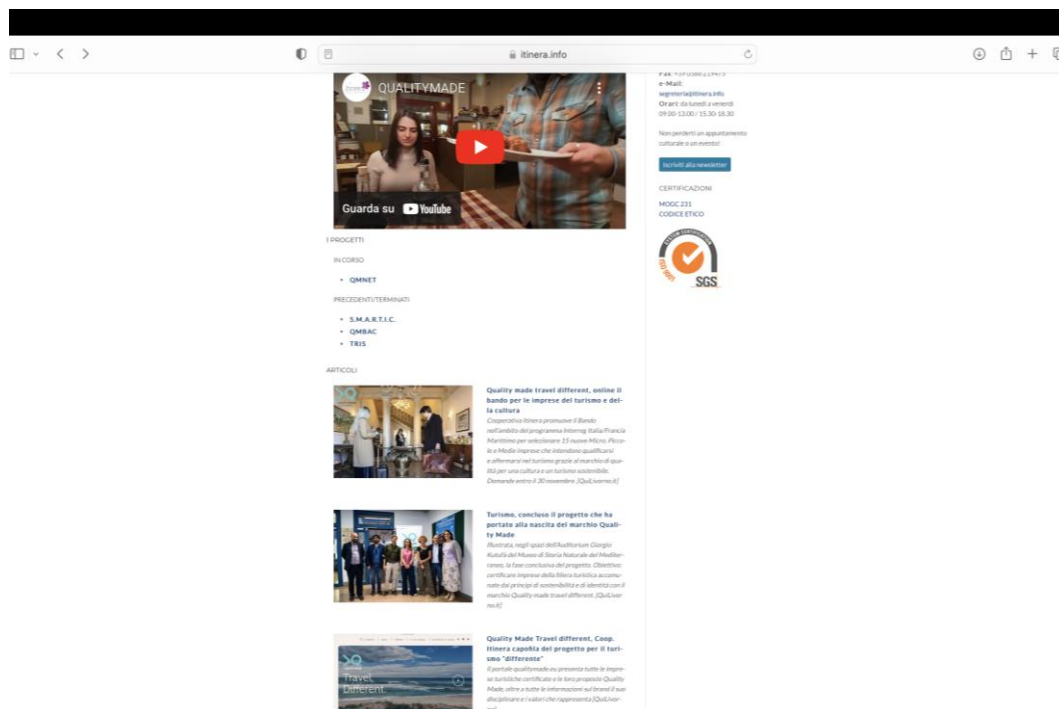 itinera.info
QUALITYMADE
Guarda su YouTube
I PROGETTI
IN CORSO
• QMNET
PRECEDENTI/TERMINATI
• S.M.A.R.T.I.C.
• QMBAC
• TRIS
ARTICOLI
Quality made travel different, online il
bando per le imprese del turismo e del-
la cultura
Cooperativa Itinera promuove il Bando
nell'ambito del programma Interreg Italia/Francia
Marittimo per selezionare 15 nuove Micro, Picco-
le e Medie imprese che intendono qualificarsi
e affermarsi nel turismo grazie al marchio di qua-
lità per una cultura e un turismo sostenibile.
Domande entro il 30 novembre. [QuiLivorno.it]
Turismo, concluso il progetto che ha
portato alla nascita del marchio Quali-
ty Made
Illustrata, negli spazi dell'Auditorium Giorgio
Kutufà del Museo di Storia Naturale del Mediter-
raneo, la fase conclusiva del progetto. Obiettivo:
certificare imprese della filiera turistica accomu-
nate dai principi di sostenibilità e di identità con il
marchio Quality made travel different. [QuiLivor-
no.it]
Travel,
Different.
Quality Made Travel different, Coop.
Itinera capofila del progetto per il turi-
smo "differente"
Il portale qualitymade.eu presenta tutte le impre-
se turistiche certificate e le loro proposte Quality
Made, oltre a tutte le informazioni sul brand il suo
disciplinare e i valori che rappresenta [QuiLivor-
e-Mail:
segreteria@itinera.info
Orari: da lunedì a venerdì
09.00-13.00 / 15.30-18.30
Non perderti un appuntamento
culturale o un evento!
Iscriviti alla newsletter
CERTIFICAZIONI
MOGC 231
CODICE ETICO
SYSTEM CERTIFICATION
ISO 9001
SGS